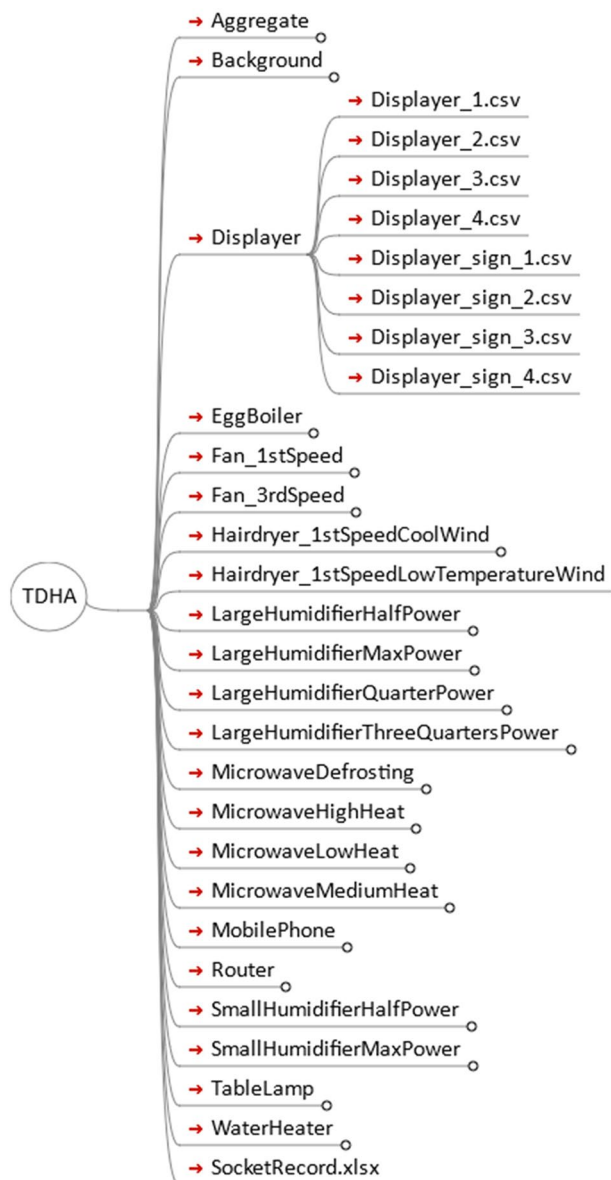 TDHA
→ Aggregate
→ Background
→ Displayer
→ Displayer_1.csv
→ Displayer_2.csv
→ Displayer_3.csv
→ Displayer_4.csv
→ Displayer_sign_1.csv
→ Displayer_sign_2.csv
→ Displayer_sign_3.csv
→ Displayer_sign_4.csv
→ EggBoiler
→ Fan_1stSpeed
→ Fan_3rdSpeed
→ Hairdryer_1stSpeedCoolWind
→ Hairdryer_1stSpeedLowTemperatureWind
→ LargeHumidifierHalfPower
→ LargeHumidifierMaxPower
→ LargeHumidifierQuarterPower
→ LargeHumidifierThreeQuartersPower
→ MicrowaveDefrosting
→ MicrowaveHighHeat
→ MicrowaveLowHeat
→ MicrowaveMediumHeat
→ MobilePhone
→ Router
→ SmallHumidifierHalfPower
→ SmallHumidifierMaxPower
→ TableLamp
→ WaterHeater
→ SocketRecord.xlsx